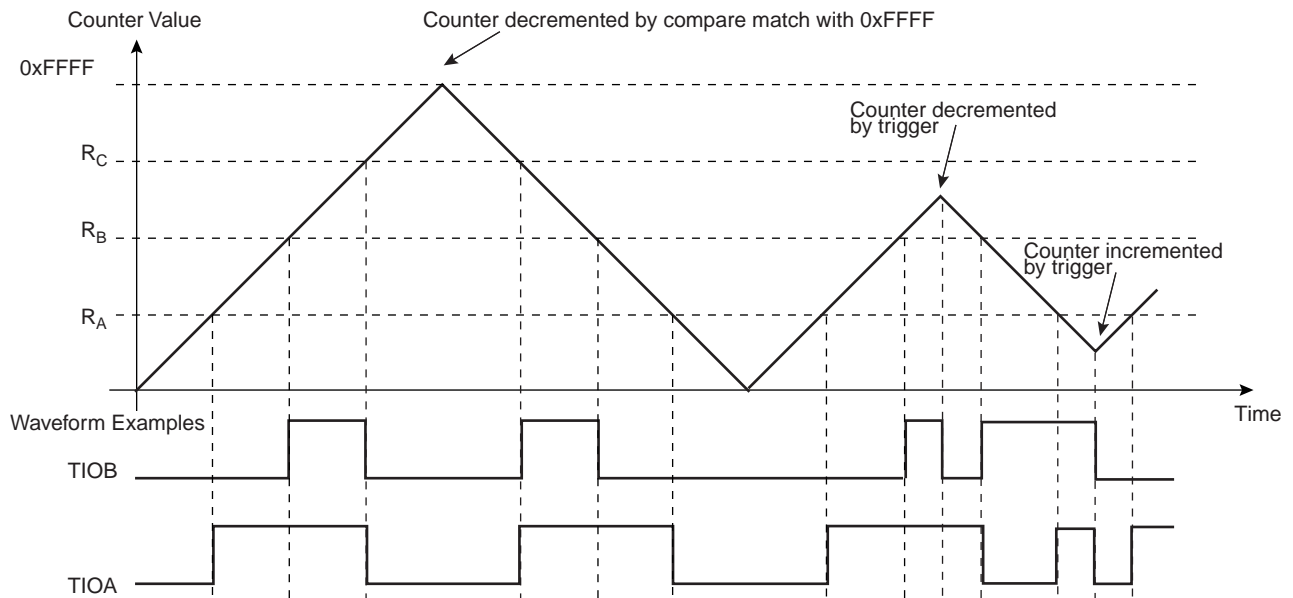 Counter Value
Counter decremented by compare match with 0xFFFF
0xFFFF
Counter decremented
by trigger
RC
RB
Counter incremented
by trigger
RA
Time
Waveform Examples
TIOB
TIOA